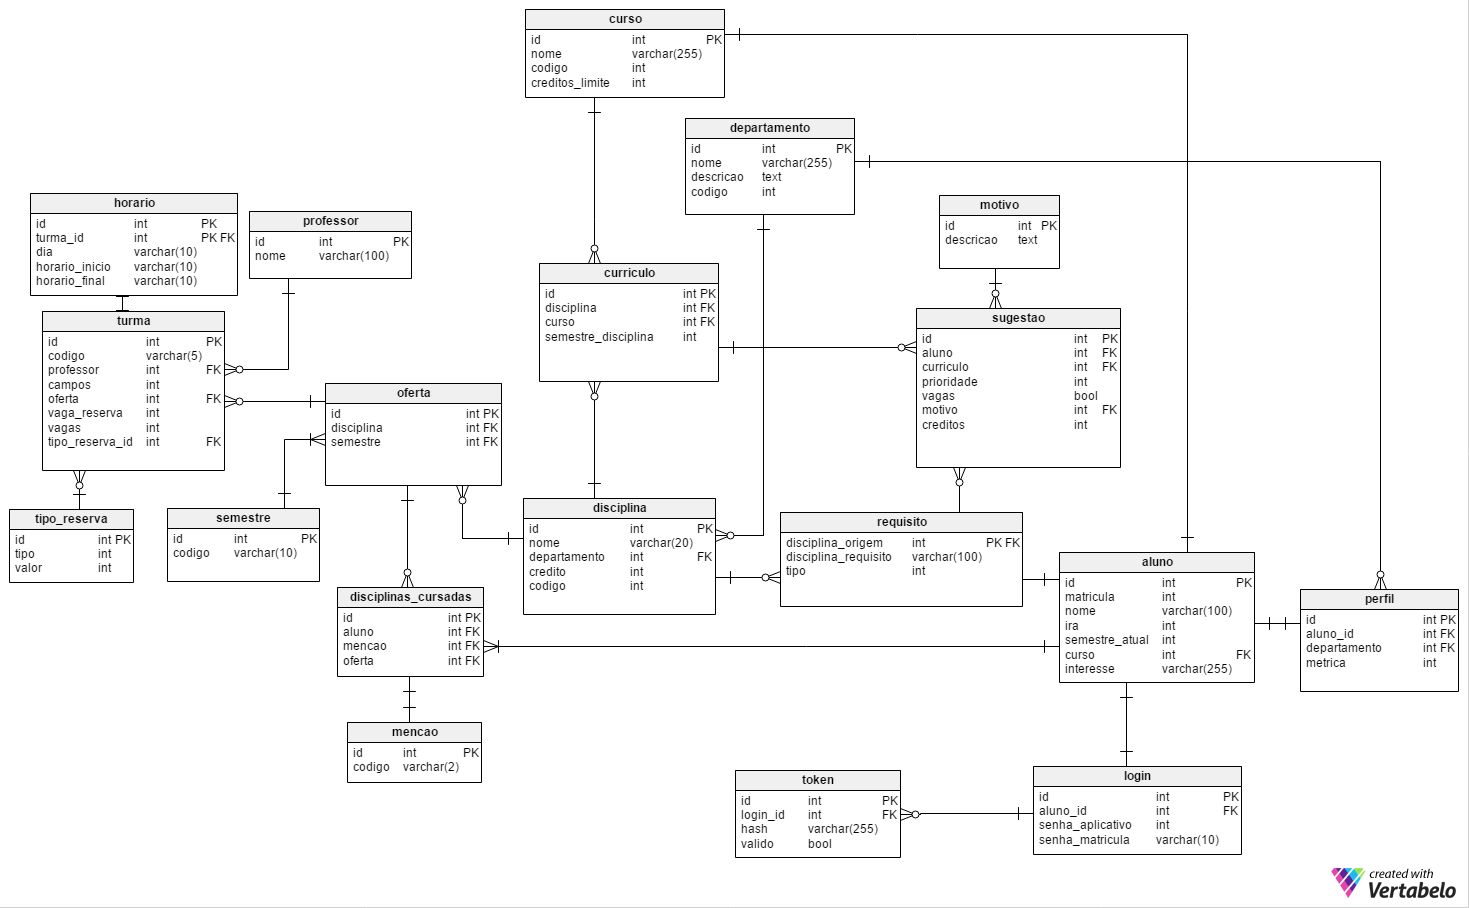 curso
id int PK
nome varchar(255)
codigo int
creditos_limite int
departamento
id int PK
nome varchar(255)
descricao text
codigo int
horario
id int PK
turma_id int PK FK
dia varchar(10)
horario_inicio varchar(10)
horario_final varchar(10)
professor
id int PK
nome varchar(100)
motivo
id int PK
descricao text
curriculo
id int PK
disciplina int FK
curso int FK
semestre_disciplina int
turma
id int PK
codigo varchar(5)
professor int FK
campos int
oferta int FK
vaga_reserva int
vagas int
tipo_reserva_id int FK
sugestao
id int PK
aluno int FK
curriculo int FK
prioridade int
vagas bool
motivo int FK
creditos int
oferta
id int PK
disciplina int FK
semestre int FK
tipo_reserva
id int PK
tipo int
valor int
semestre
id int PK
codigo varchar(10)
disciplina
id int PK
nome varchar(20)
departamento int FK
credito int
codigo int
requisito
disciplina_origem int PK FK
disciplina_requisito varchar(100)
tipo int
aluno
id int PK
matricula int
nome varchar(100)
ira int
semestre_atual int
curso int FK
interesse varchar(255)
perfil
id int PK
aluno_id int FK
departamento int FK
metrica int
disciplinas_cursadas
id int PK
aluno int FK
mencao int FK
oferta int FK
mencao
id int PK
codigo varchar(2)
token
id int PK
login_id int FK
hash varchar(255)
valido bool
login
id int PK
aluno_id int FK
senha_aplicativo int
senha_matricula varchar(10)
created with
Vertabelo